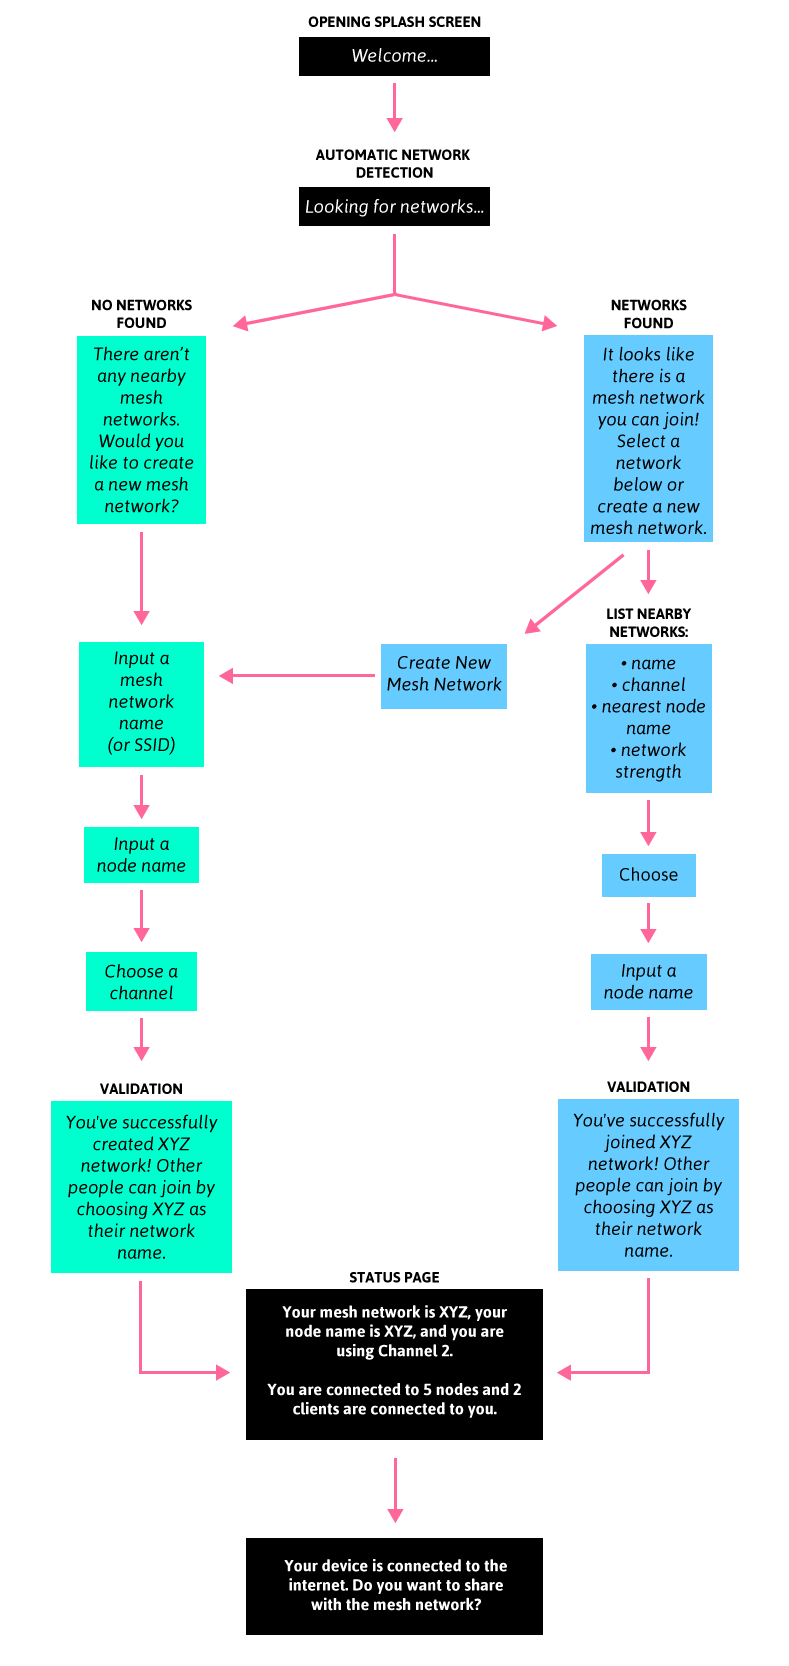 OPENING SPLASH SCREEN
Welcome...
AUTOMATIC NETWORK
DETECTION
Looking for networks...
NO NETWORKS
FOUND
There aren't
any nearby
mesh
networks.
Would you
like to create
a new mesh
network?
NETWORKS
FOUND
It looks like
there is a
mesh network
you can join!
Select a
network
below or
create a new
mesh network.
Input a
mesh
network
name
(or SSID)
Create New
Mesh Network
LIST NEARBY
NETWORKS:
• name
• channel
• nearest node
name
• network
strength
Input a
node name
Choose
Choose a
channel
Input a
node name
VALIDATION
You've successfully
created XYZ
network! Other
people can join by
choosing XYZ as
their network
name.
VALIDATION
You've successfully
joined XYZ
network! Other
people can join by
choosing XYZ as
their network
name.
STATUS PAGE
Your mesh network is XYZ, your
node name is XYZ, and you are
using Channel 2.
You are connected to 5 nodes and 2
clients are connected to you.
Your device is connected to the
internet. Do you want to share
with the mesh network?